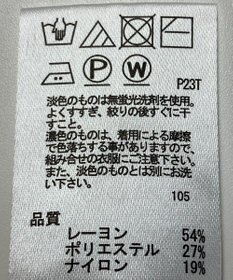 P W
P23T
淡色のものは無蛍光洗剤を使用。
よくすすぎ、絞りの後すぐに干
すこと。
濃色のものは、着用による摩擦
で色落ちする事がありますので、
組み合せの衣服にご注意下さい。
また、淡色のものとは別にお洗
い下さい。
105
品質
レーヨン 54%
ポリエステル 27%
ナイロン 19%